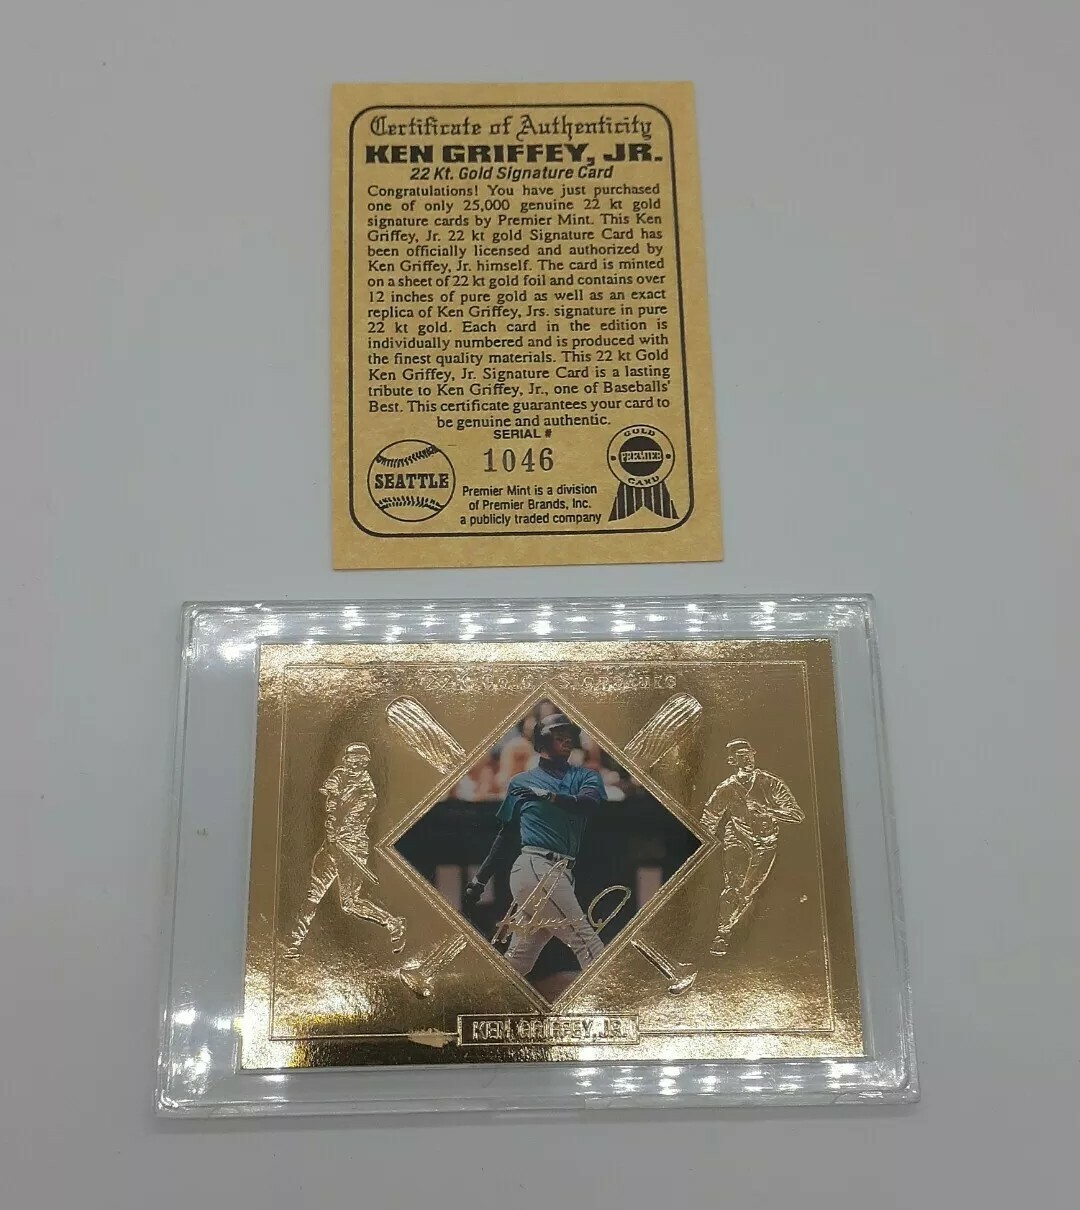 Certificate of Authenticity
KEN GRIFFEY, JR.
22 Kt. Gold Signature Card
Congratulations! You have just purchased
one of only 25,000 genuine 22 kt gold
signature cards by Premier Mint. This Ken
Griffey, Jr. 22 kt gold Signature Card has
been officially licensed and authorized by
Ken Griffey, Jr. himself. The card is minted
on a sheet of 22 kt gold foil and contains over
12 inches of pure gold as well as an exact
replica of Ken Griffey, Jrs. signature in pure
22 kt gold. Each card in the edition is
individually numbered and is produced with
the finest quality materials. This 22 kt Gold
Ken Griffey, Jr. Signature Card is a lasting
tribute to Ken Griffey, Jr., one of Baseballs'
Best. This certificate guarantees your card to
be genuine and authentic.
SERIAL #
1046
SEATTLE
Premier Mint is a division
of Premier Brands, Inc.
a publicly traded company
GOLD
PREMIER
CARD
KEN GRIFFEY, JR.